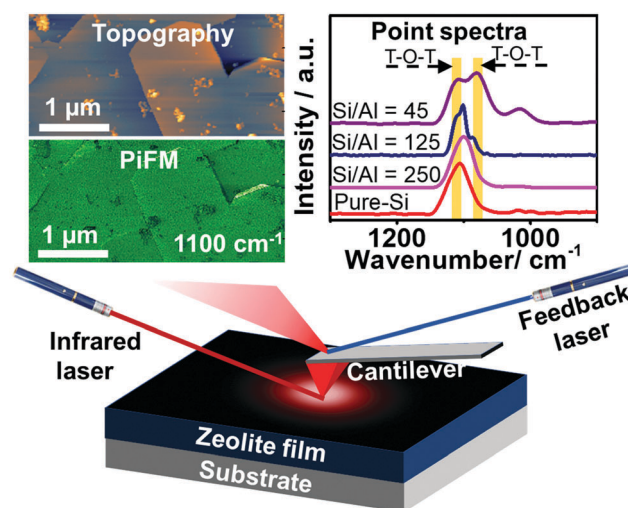 Topography
1 µm
PiFM
1 µm
1100 cm⁻¹
Point spectra
T-O-T
T-O-T
Si/Al = 45
Si/Al = 125
Si/Al = 250
Pure-Si
Intensity / a.u.
1200
1000
Wavenumber/ cm⁻¹
Infrared
laser
Feedback
laser
Cantilever
Zeolite film
Substrate